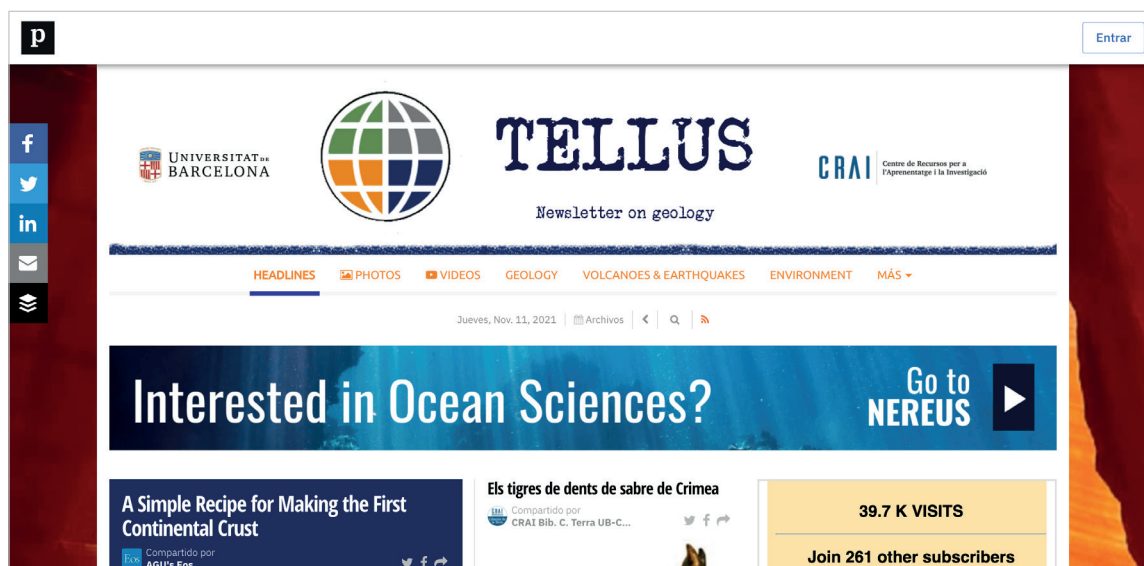 p
Entrar
UNIVERSITAT DE
BARCELONA
TELLUS
Newsletter on geology
CRAI
Centre de Recursos per a
l'Aprenentatge i la Investigació
HEADLINES PHOTOS VIDEOS GEOLOGY VOLCANOES & EARTHQUAKES ENVIRONMENT MÁS
Jueves, Nov. 11, 2021 Archivos
Interested in Ocean Sciences?
Go to
NEREUS
A Simple Recipe for Making the First
Continental Crust
Eos
Compartido por
AGU's Eos
Els tigres de dents de sabre de Crimea
CRAI
Compartido por
CRAI Bib. C. Terra UB-C...
39.7 K VISITS
Join 261 other subscribers